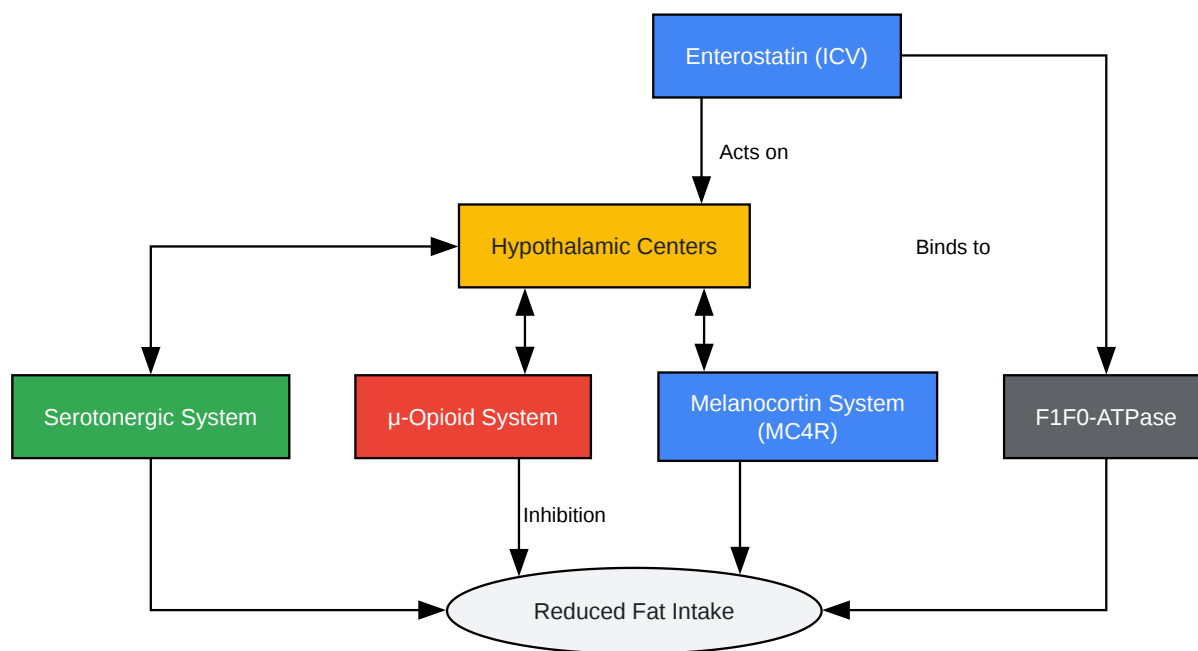 Enterostatin (ICV)
Acts on
Hypothalamic Centers
Binds to
Serotonergic System
μ-Opioid System
Melanocortin System
(MC4R)
F1F0-ATPase
Inhibition
Reduced Fat Intake